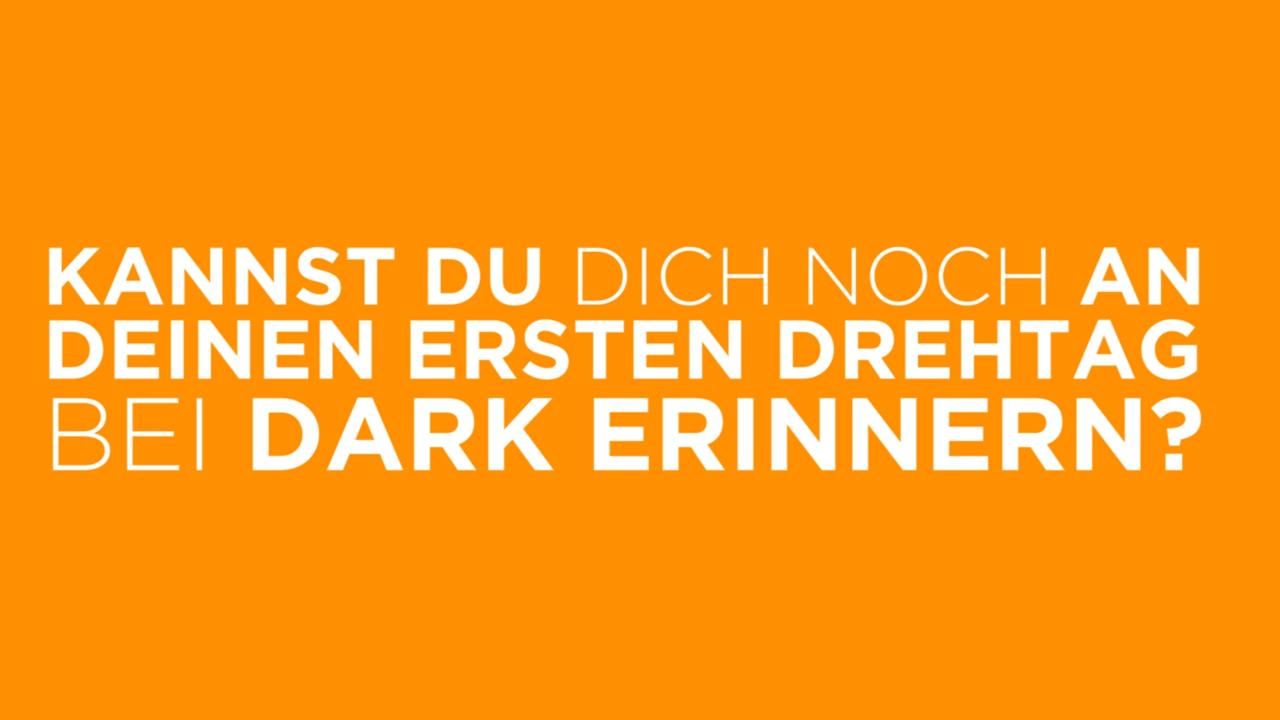 KANNST DU DICH NOCH AN
DEINEN ERSTEN DREHTAG
BEI DARK ERINNERN?